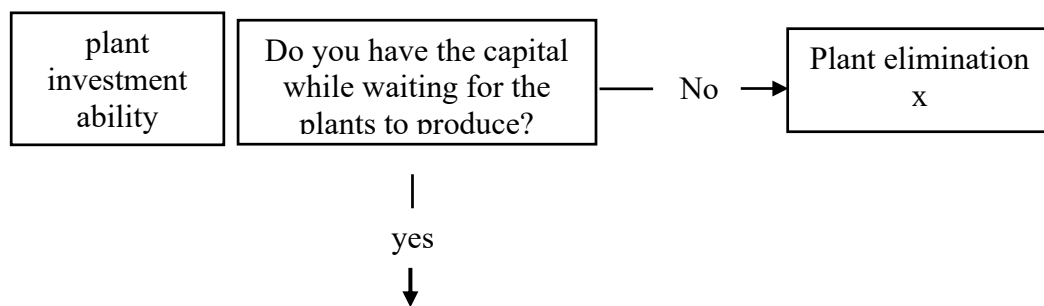 plant
investment
ability
Do you have the capital
while waiting for the
plants to produce?
No
Plant elimination
x
yes